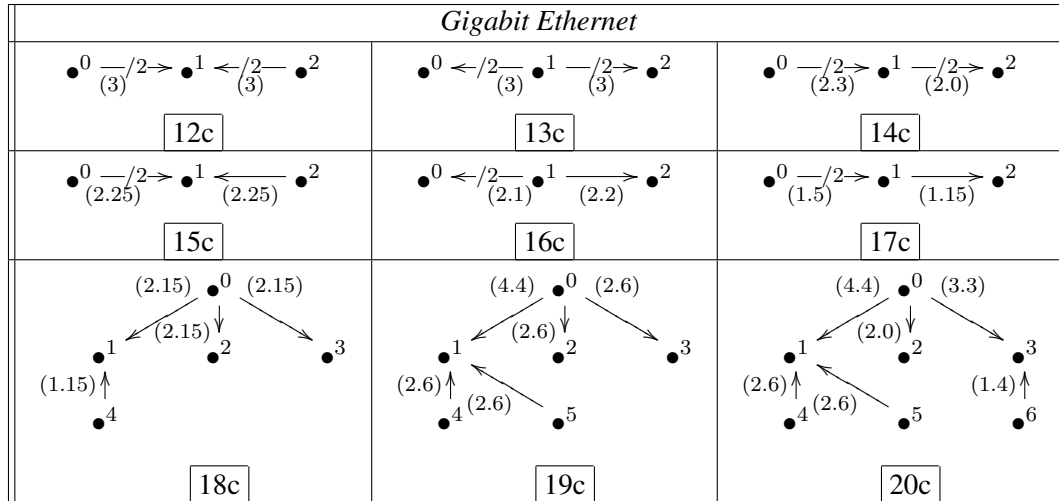 Gigabit Ethernet
0 /2 1 /2 2
(3) (3)
12c
0 /2 1 /2 2
(3) (3)
13c
0 /2 1 /2 2
(2.3) (2.0)
14c
0 /2 1 2
(2.25) (2.25)
15c
0 /2 1 2
(2.1) (2.2)
16c
0 /2 1 2
(1.5) (1.15)
17c
(2.15) 0 (2.15)
(2.15)
1 2 3
(1.15)
4
18c
(4.4) 0 (2.6)
(2.6)
1 2 3
(2.6)
4 (2.6) 5
19c
(4.4) 0 (3.3)
(2.0)
1 2 3
(2.6) (1.4)
4 (2.6) 5 6
20c